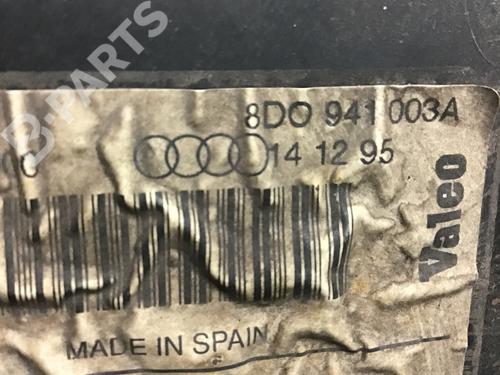 B-PARTS
8D0 941 003A
14 12 95
Valeo
MADE IN SPAIN